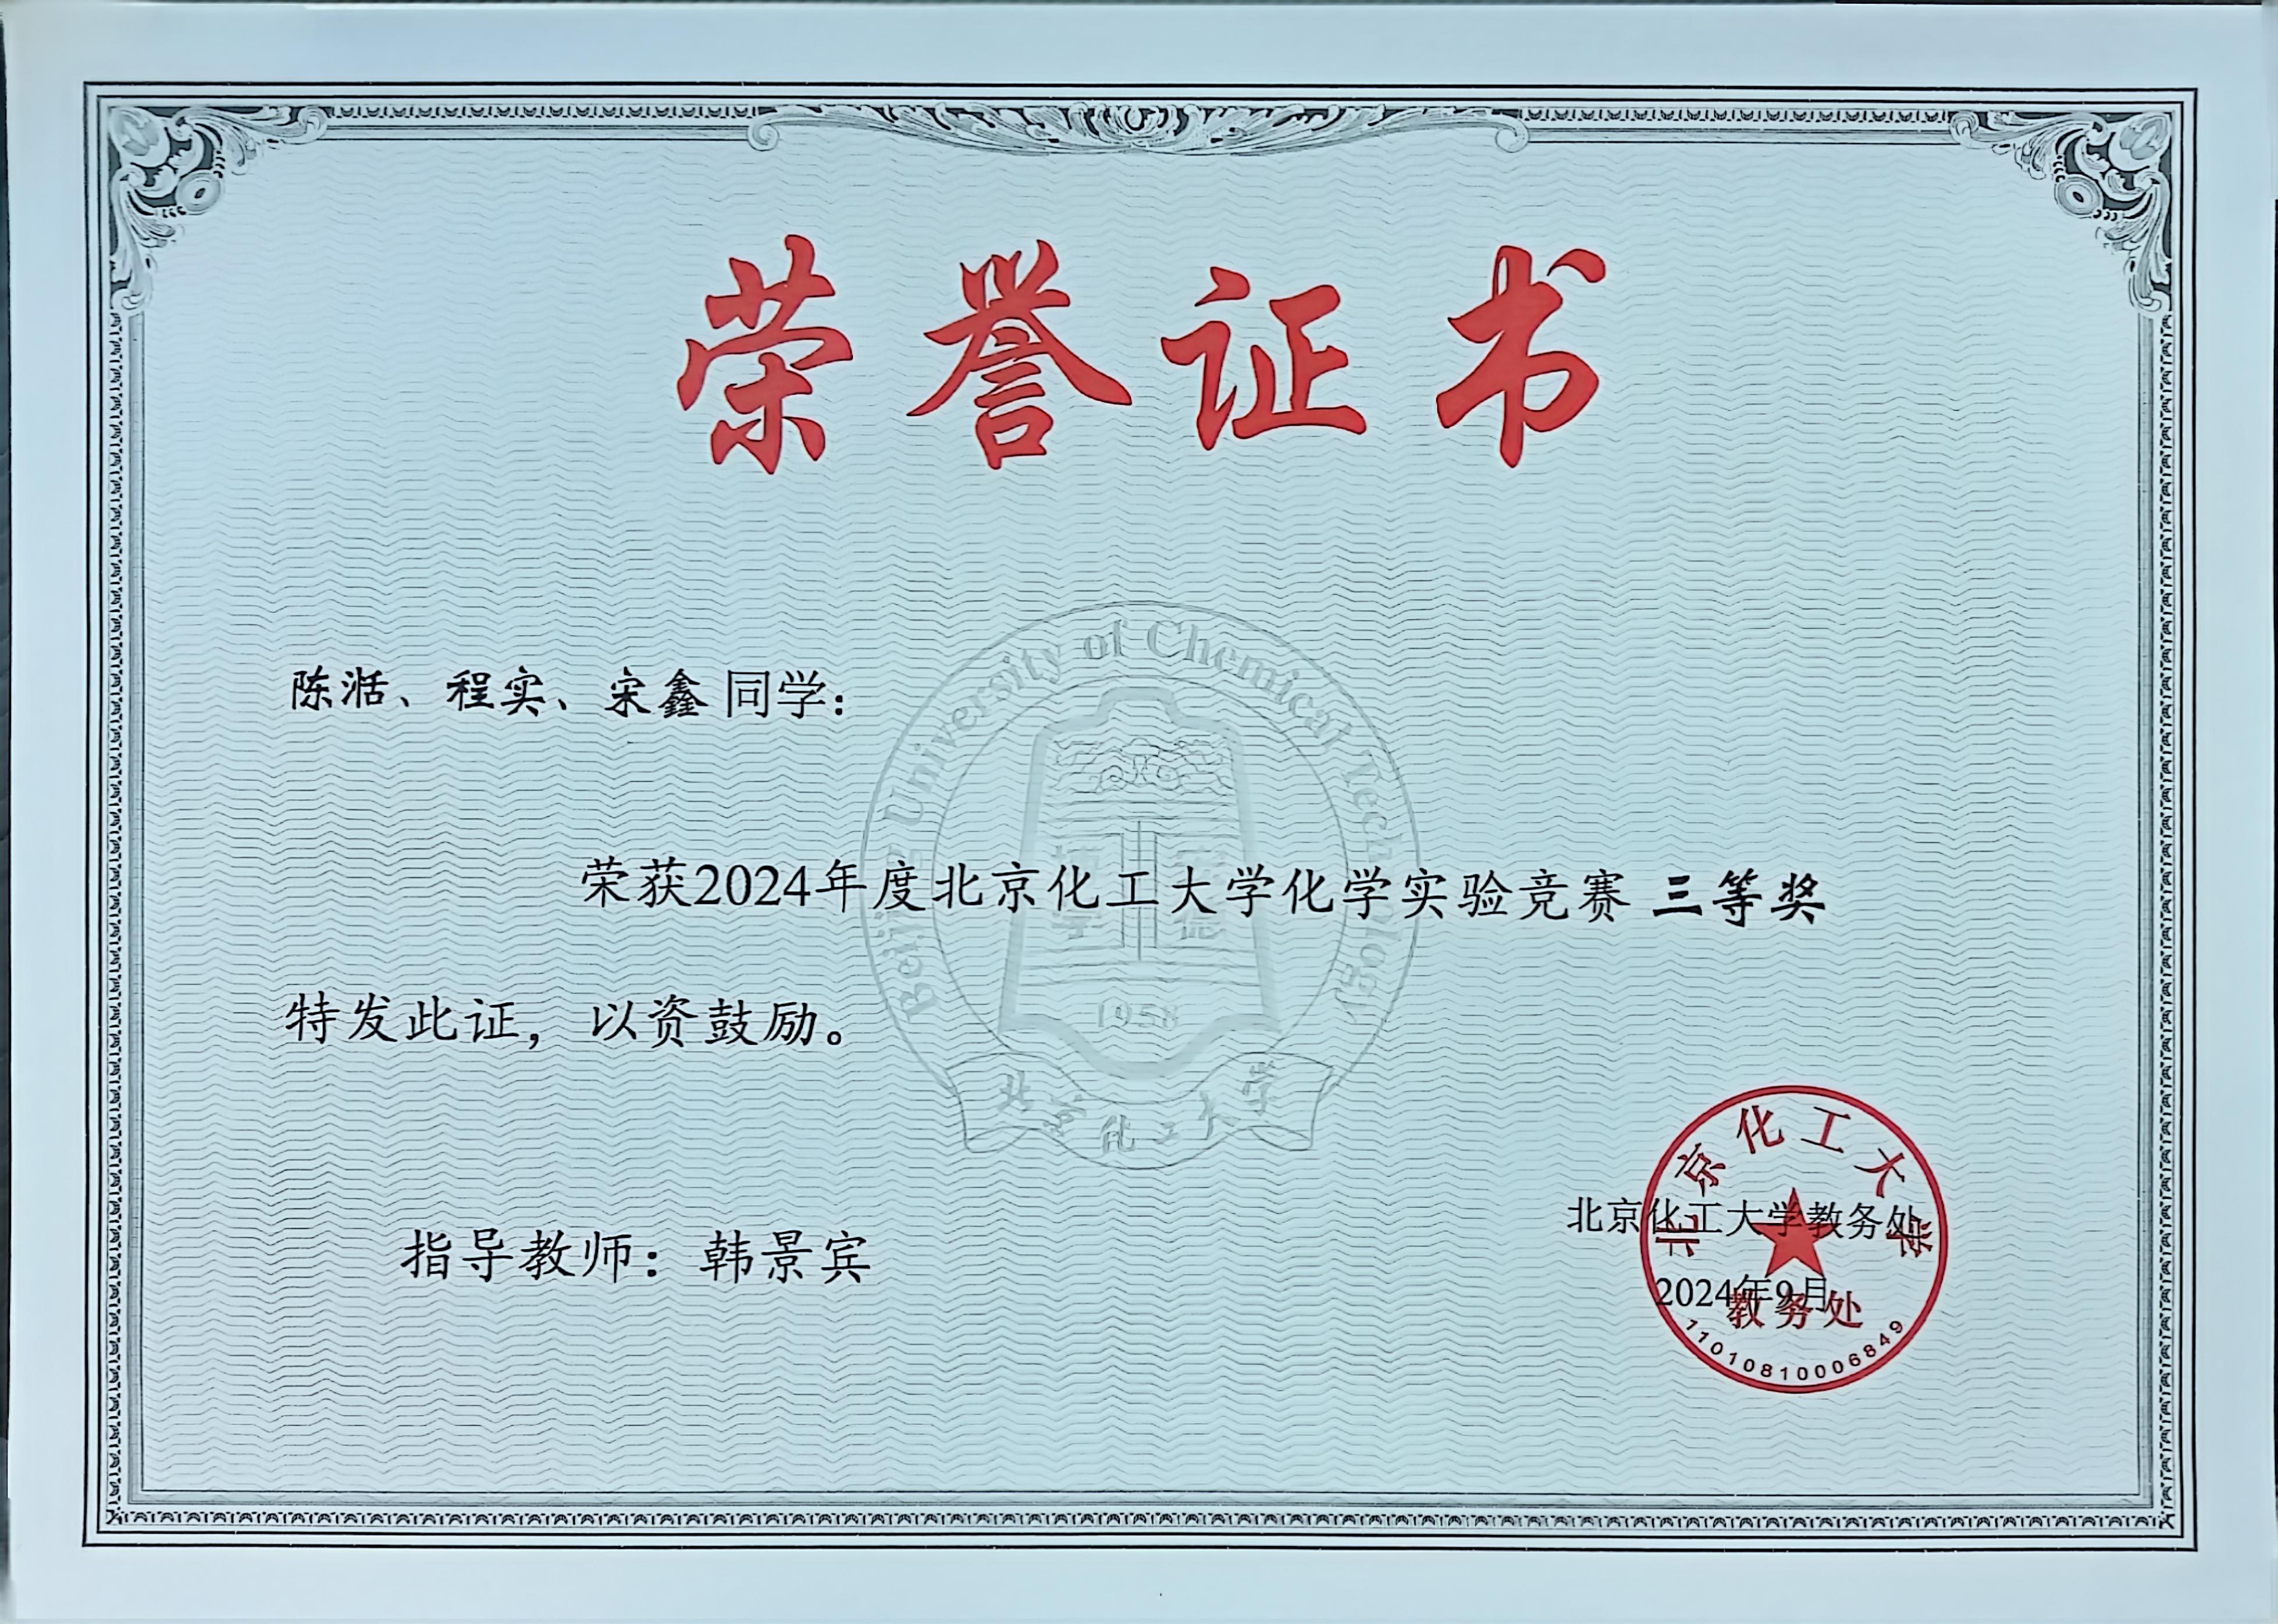 荣誉证书
陈湉、程实、宋鑫 同学：
荣获2024年度北京化工大学化学实验竞赛 三等奖
特发此证，以资鼓励。
Beijing University of Chemical Technology
1958
北京化工大学
指导教师：韩景宾
北京化工大学教务处
2024年9月
北京化工大学
教务处
11010810006849